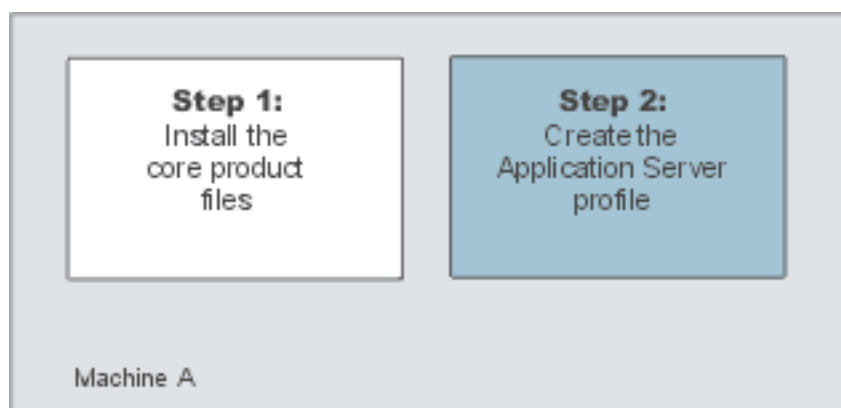 Step 1:
Install the
core product
files
Step 2:
Create the
Application Server
profile
Machine A